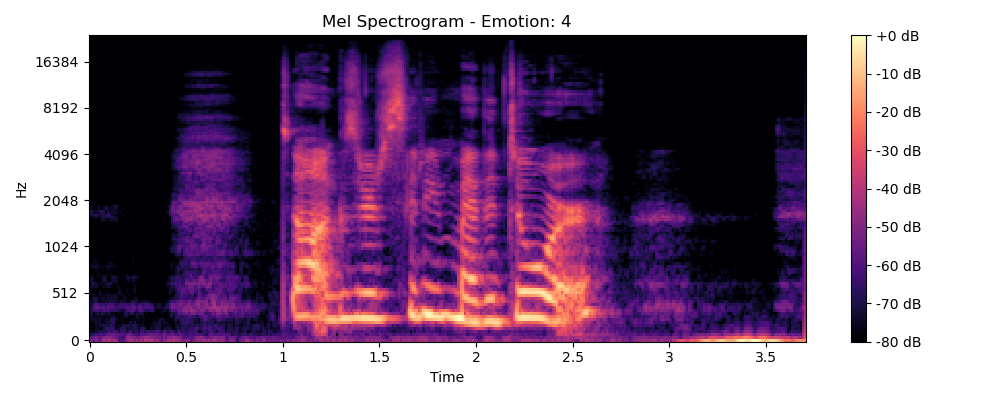 Mel Spectrogram - Emotion: 4
Hz
16384
8192
4096
2048
1024
512
0
0 0.5 1 1.5 2 2.5 3 3.5
Time
+0 dB
-10 dB
-20 dB
-30 dB
-40 dB
-50 dB
-60 dB
-70 dB
-80 dB